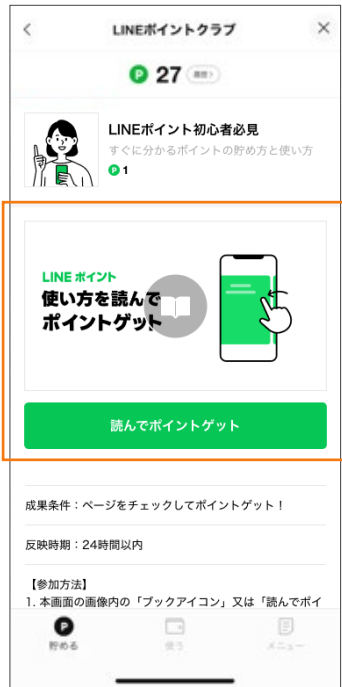 LINEポイントクラブ
P 27 履歴
LINEポイント初心者必見
すぐに分かるポイントの貯め方と使い方
P 1
LINE ポイント
使い方を読んで
ポイントゲット
読んでポイントゲット
成果条件：ページをチェックしてポイントゲット！
反映時期：24時間以内
【参加方法】
1. 本画面の画像内の「ブックアイコン」又は「読んでポイ
P
貯める 使う メニュー